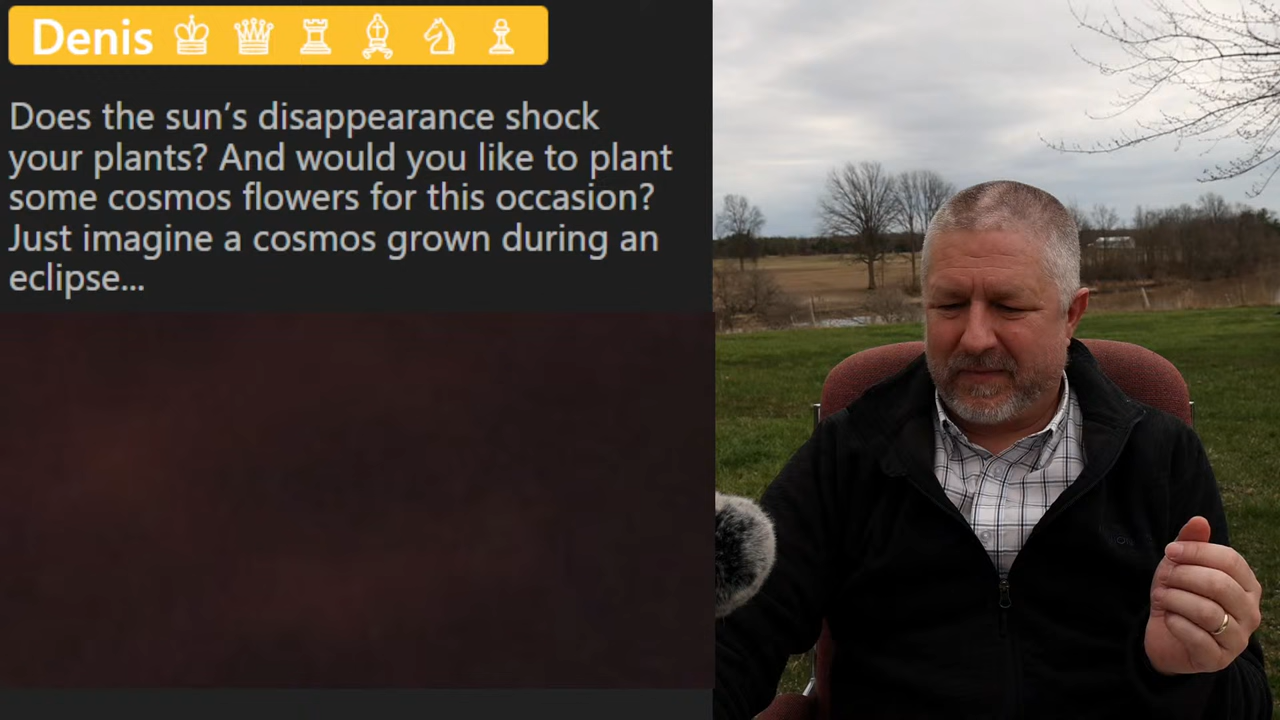 Denis ♔ ♕ ♖ ♗ ♘ ♙
Does the sun’s disappearance shock
your plants? And would you like to plant
some cosmos flowers for this occasion?
Just imagine a cosmos grown during an
eclipse...